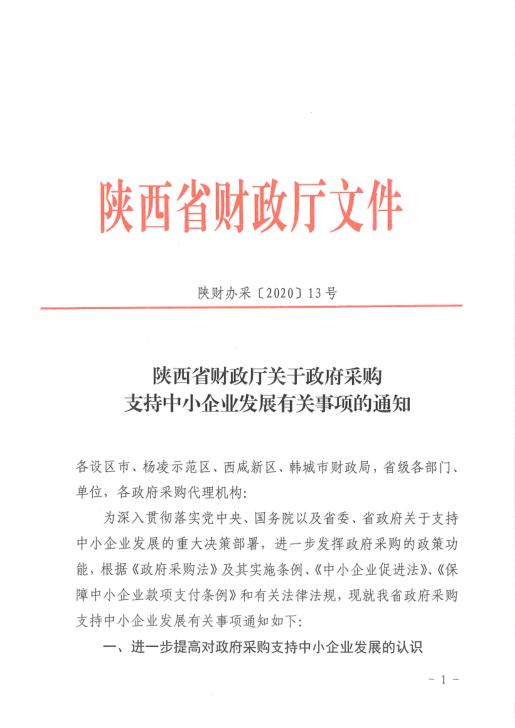 陕西省财政厅文件
陕财办采〔2020〕13号
陕西省财政厅关于政府采购
支持中小企业发展有关事项的通知
各设区市、杨凌示范区、西咸新区、韩城市财政局，省级各部门、
单位，各政府采购代理机构：
为深入贯彻落实党中央、国务院以及省委、省政府关于支持
中小企业发展的重大决策部署，进一步发挥政府采购的政策功
能，根据《政府采购法》及其实施条例、《中小企业促进法》、《保
障中小企业款项支付条例》和有关法律法规，现就我省政府采购
支持中小企业发展有关事项通知如下：
一、进一步提高对政府采购支持中小企业发展的认识
- 1 -